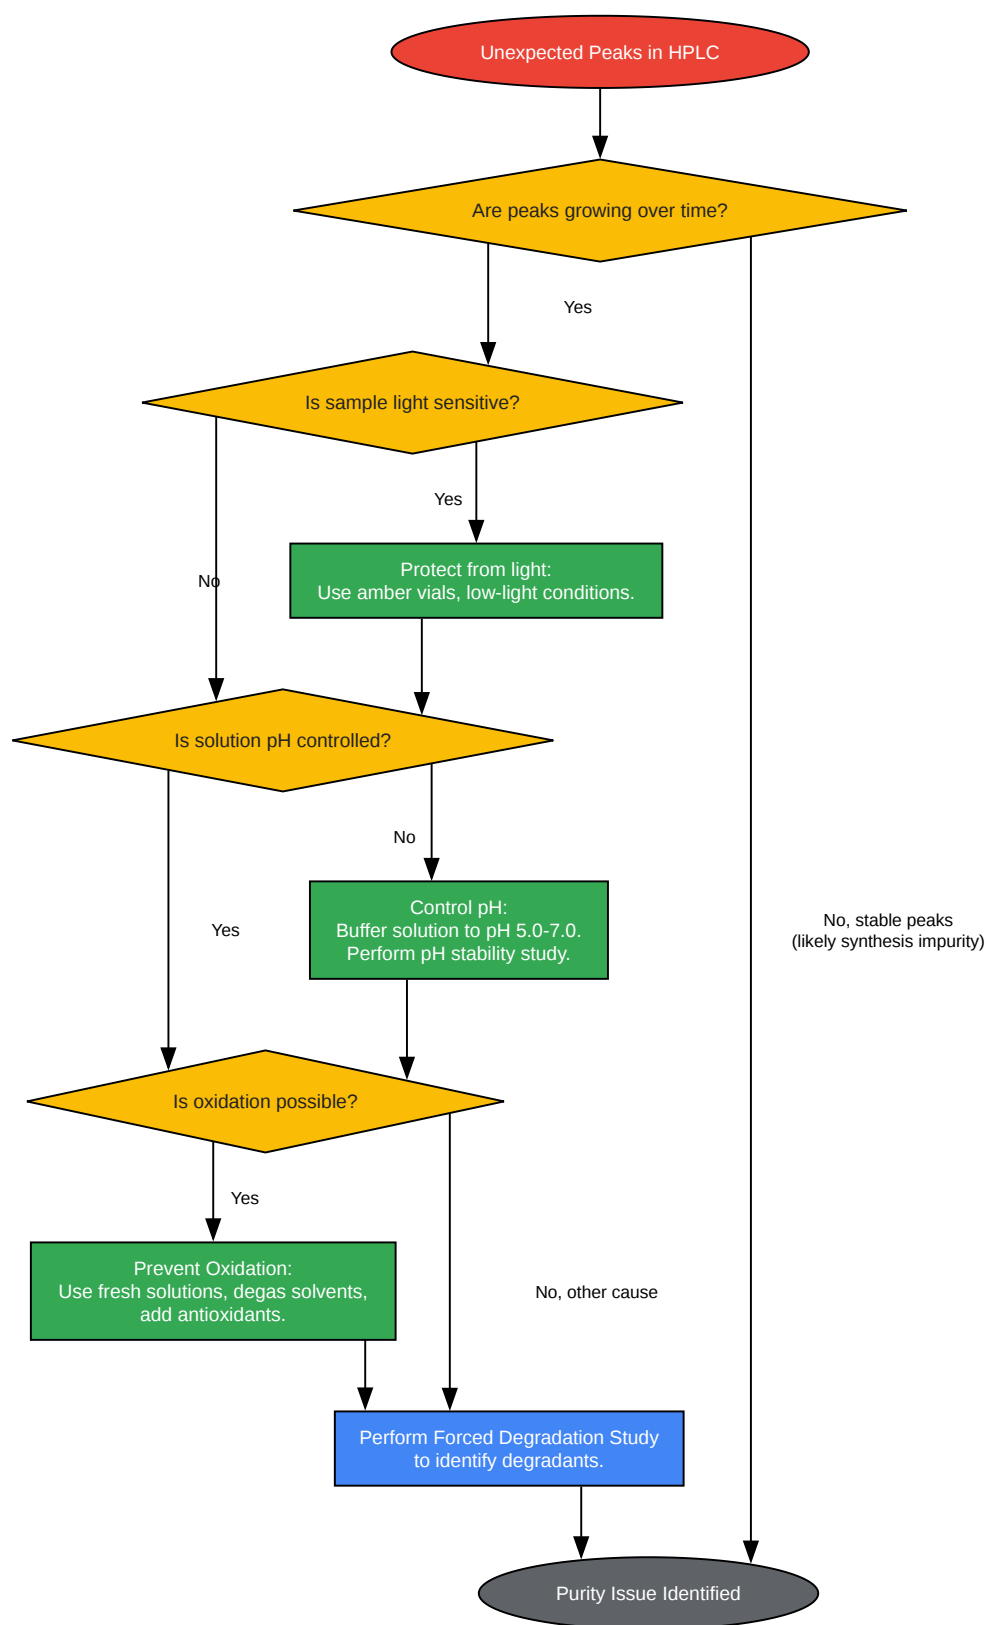 Unexpected Peaks in HPLC
Are peaks growing over time?
Yes
Is sample light sensitive?
Yes
Protect from light:
Use amber vials, low-light conditions.
No
Is solution pH controlled?
No
Control pH:
Buffer solution to pH 5.0-7.0.
Perform pH stability study.
Yes
No, stable peaks
(likely synthesis impurity)
Is oxidation possible?
Yes
Prevent Oxidation:
Use fresh solutions, degas solvents,
add antioxidants.
No, other cause
Perform Forced Degradation Study
to identify degradants.
Purity Issue Identified